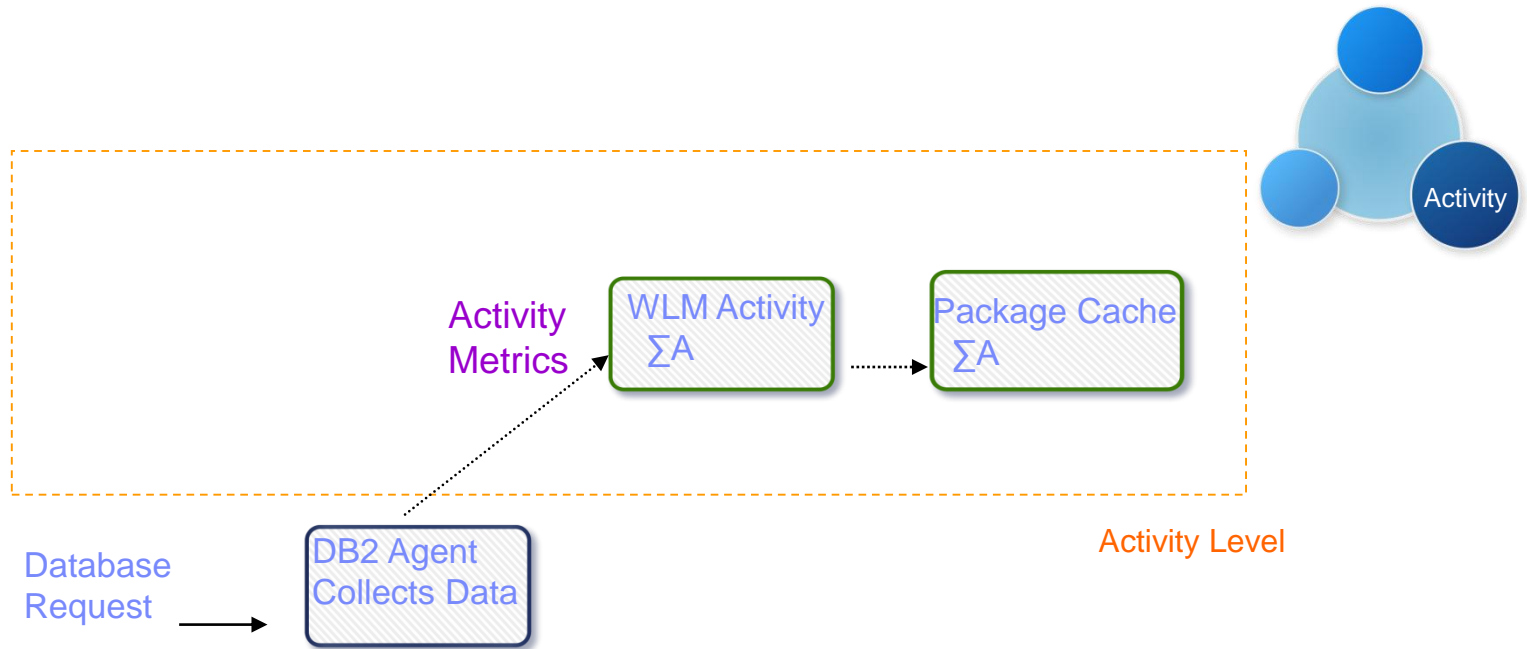 Activity
Activity
Metrics
WLM Activity
∑A
Package Cache
∑A
Activity Level
Database
Request
DB2 Agent
Collects Data